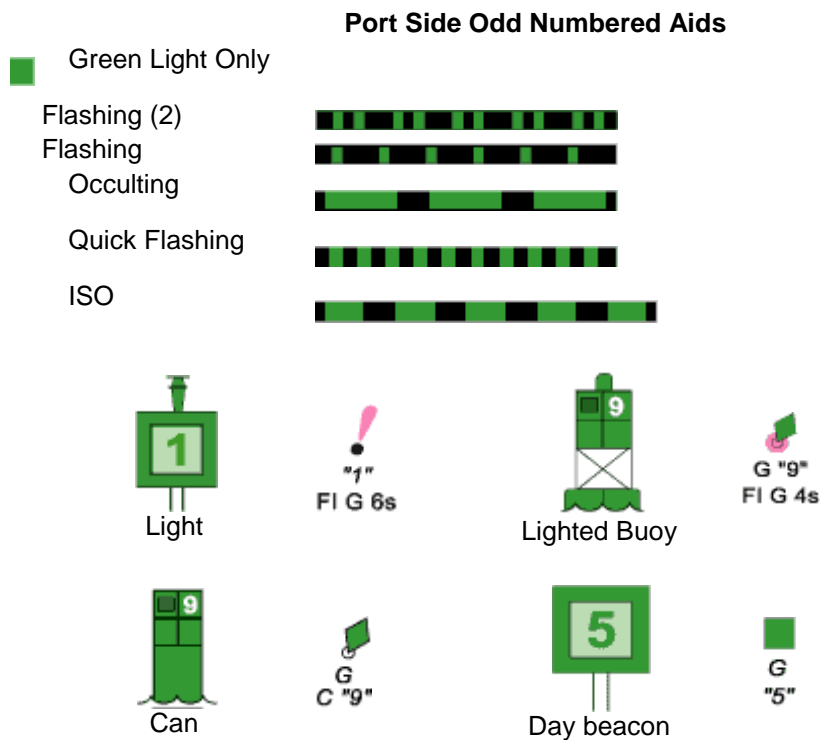 Port Side Odd Numbered Aids
Green Light Only
Flashing (2)
Flashing
Occulting
Quick Flashing
ISO
1
"1"
Fl G 6s
Light
9
G "9"
Fl G 4s
Lighted Buoy
9
G
C "9"
Can
5
G
"5"
Day beacon